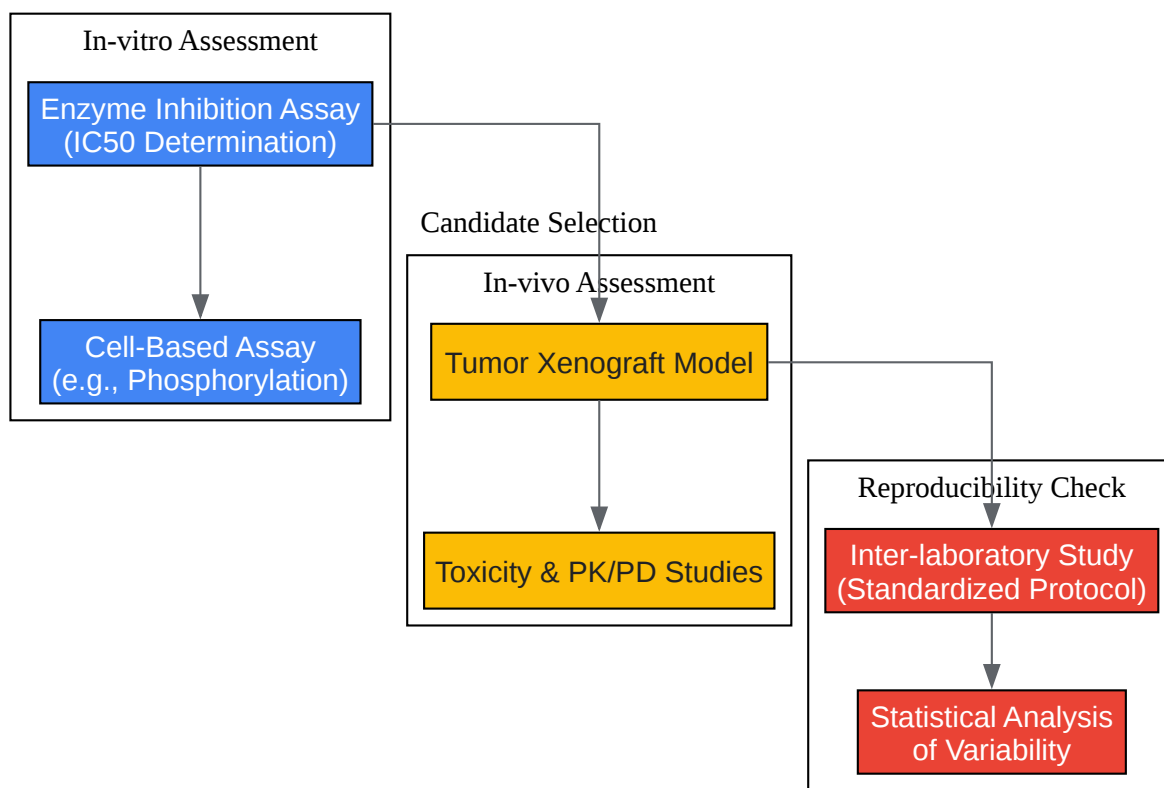 In-vitro Assessment
Enzyme Inhibition Assay
(IC50 Determination)
Cell-Based Assay
(e.g., Phosphorylation)
Candidate Selection
In-vivo Assessment
Tumor Xenograft Model
Toxicity & PK/PD Studies
Reproducibility Check
Inter-laboratory Study
(Standardized Protocol)
Statistical Analysis
of Variability